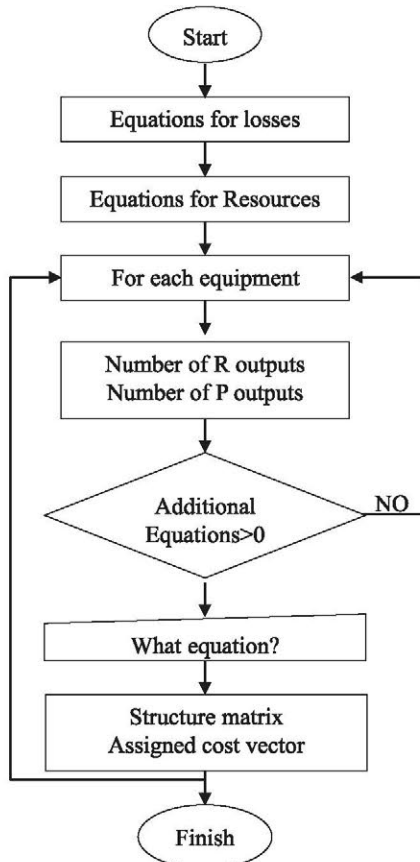 Start
Equations for losses
Equations for Resources
For each equipment
Number of R outputs
Number of P outputs
Additional
Equations>0
NO
What equation?
Structure matrix
Assigned cost vector
Finish